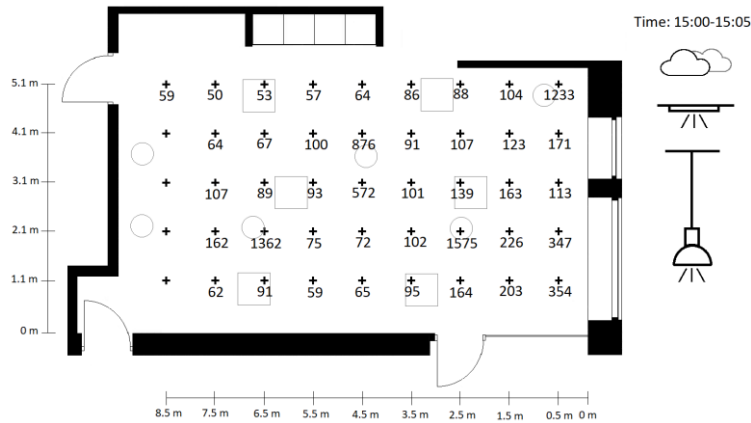 Time: 15:00-15:05
5.1 m
59 50 53 57 64 86 88 104 1233
4.1 m
64 67 100 876 91 107 123 171
3.1 m
107 89 93 572 101 139 163 113
2.1 m
162 1362 75 72 102 1575 226 347
1.1 m
62 91 59 65 95 164 203 354
0 m
8.5 m 7.5 m 6.5 m 5.5 m 4.5 m 3.5 m 2.5 m 1.5 m 0.5 m 0 m